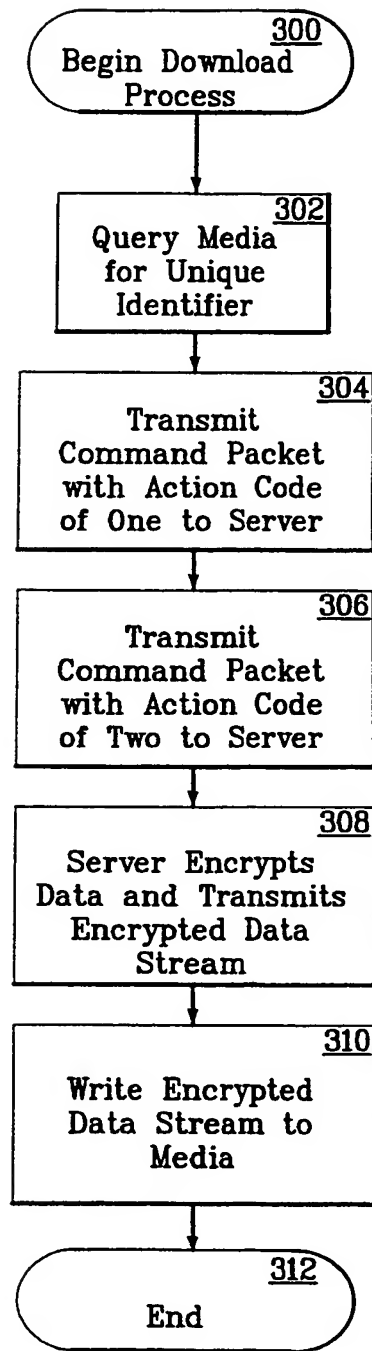 300
Begin Download
Process
302
Query Media
for Unique
Identifier
304
Transmit
Command Packet
with Action Code
of One to Server
306
Transmit
Command Packet
with Action Code
of Two to Server
308
Server Encrypts
Data and Transmits
Encrypted Data
Stream
310
Write Encrypted
Data Stream to
Media
312
End